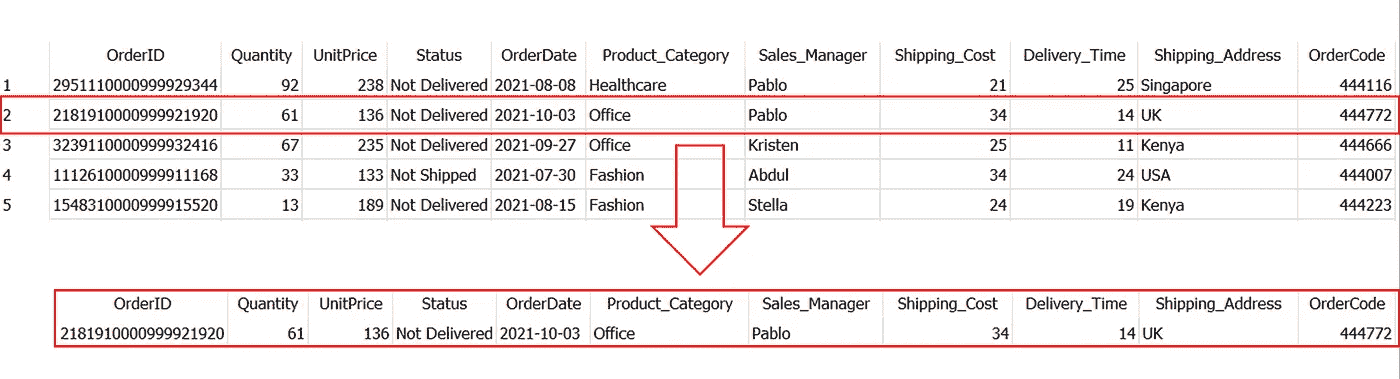 OrderID Quantity UnitPrice Status OrderDate Product_Category Sales_Manager Shipping_Cost Delivery_Time Shipping_Address OrderCode
1 2951110000999929344 92 238 Not Delivered 2021-08-08 Healthcare Pablo 21 25 Singapore 444116
2 2181910000999921920 61 136 Not Delivered 2021-10-03 Office Pablo 34 14 UK 444772
3 3239110000999932416 67 235 Not Delivered 2021-09-27 Office Kristen 25 11 Kenya 444666
4 1112610000999911168 33 133 Not Shipped 2021-07-30 Fashion Abdul 34 24 USA 444007
5 1548310000999915520 13 189 Not Delivered 2021-08-15 Fashion Stella 24 19 Kenya 444223
OrderID Quantity UnitPrice Status OrderDate Product_Category Sales_Manager Shipping_Cost Delivery_Time Shipping_Address OrderCode
2181910000999921920 61 136 Not Delivered 2021-10-03 Office Pablo 34 14 UK 444772